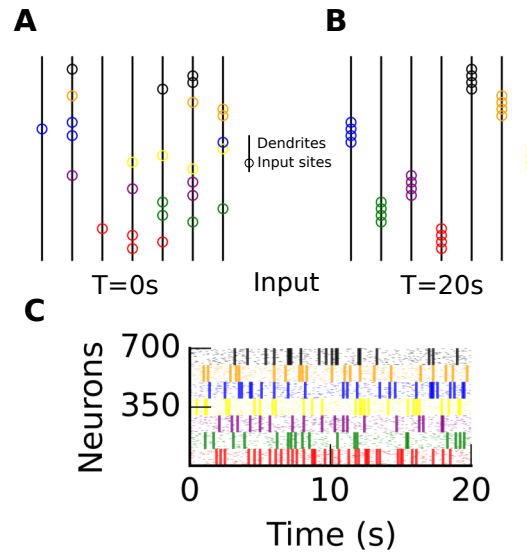 A
B
Dendrites
Input sites
T=0s
Input
T=20s
C
700
350
Neurons
0
10
20
Time (s)